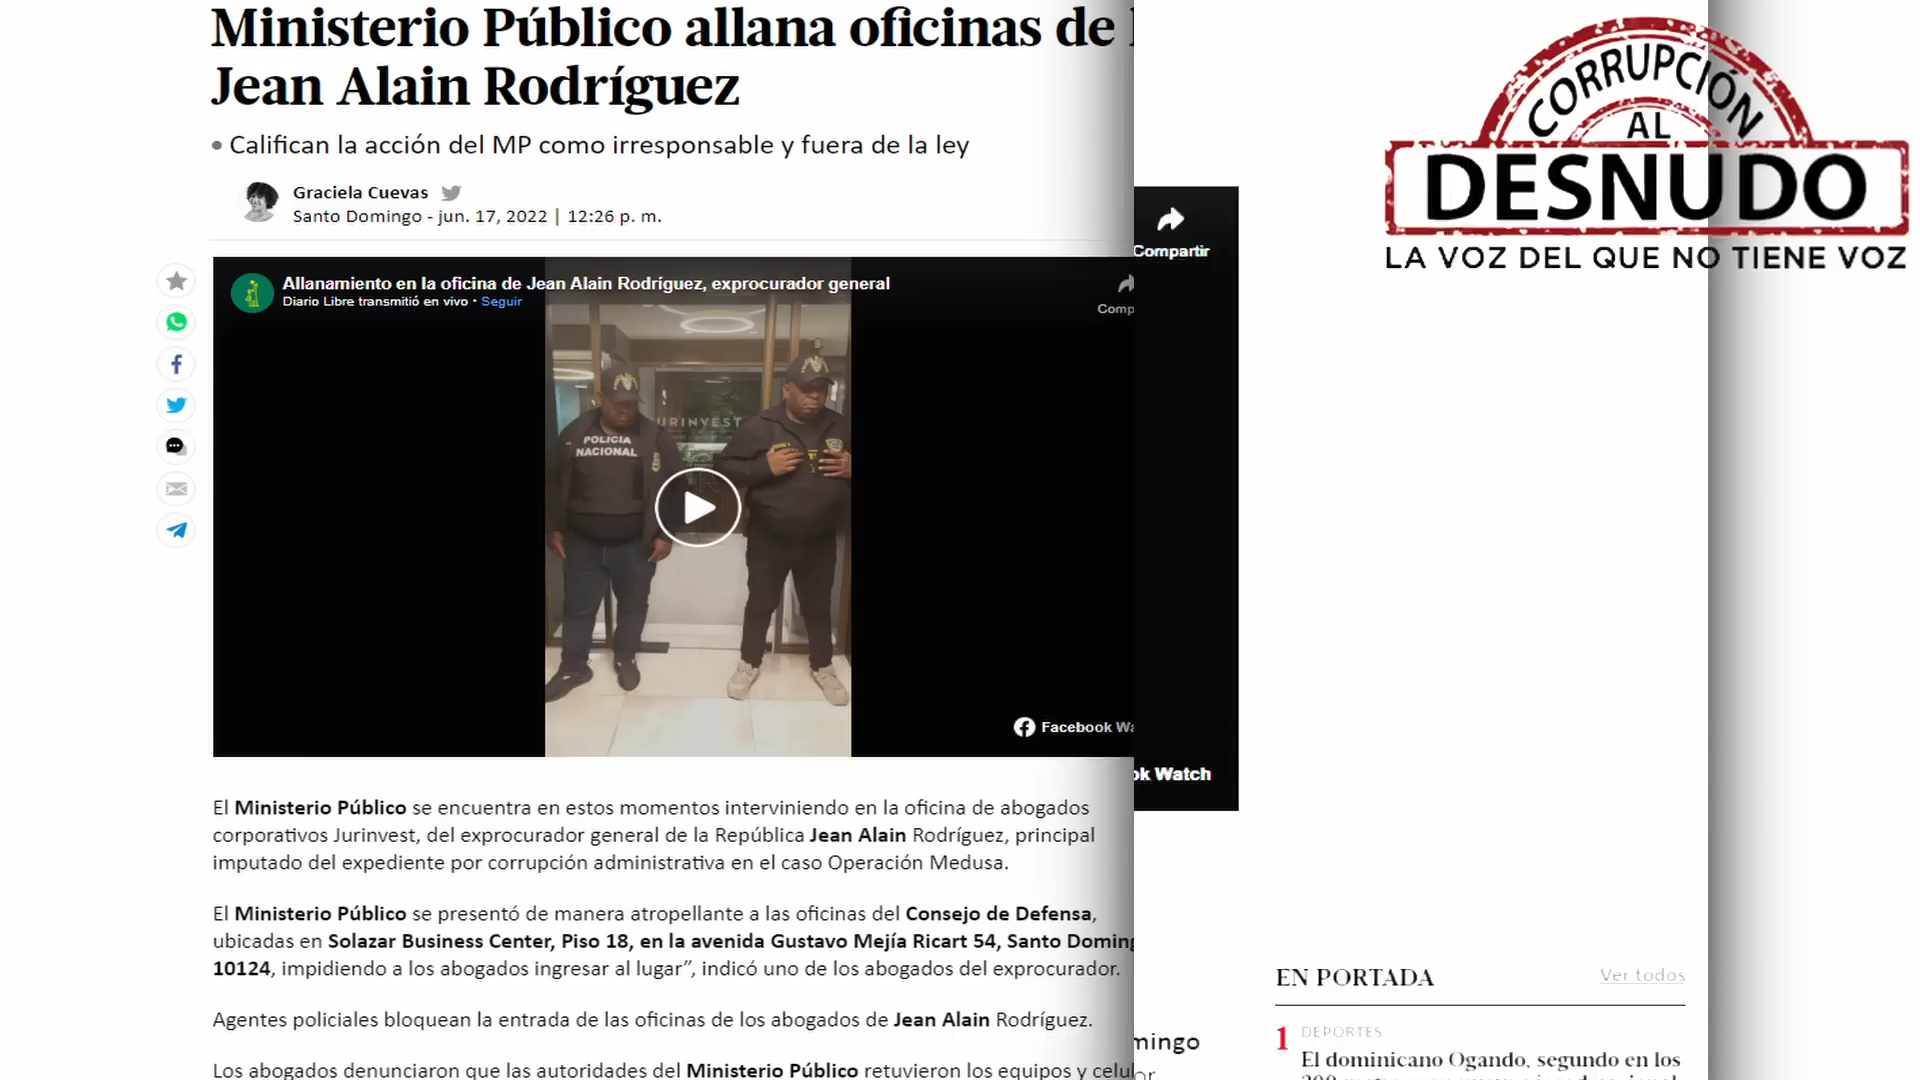 Ministerio Público allana oficinas de
Jean Alain Rodríguez
• Califican la acción del MP como irresponsable y fuera de la ley
Graciela Cuevas
Santo Domingo - jun. 17, 2022 | 12:26 p. m.
Allanamiento en la oficina de Jean Alain Rodríguez, exprocurador general
Diario Libre transmitió en vivo · Seguir
Comp
Compartir
URINVEST
POLICIA
NACIONAL
Facebook Wa
ok Watch
El Ministerio Público se encuentra en estos momentos interviniendo en la oficina de abogados
corporativos Jurinvest, del exprocurador general de la República Jean Alain Rodríguez, principal
imputado del expediente por corrupción administrativa en el caso Operación Medusa.
El Ministerio Público se presentó de manera atropellante a las oficinas del Consejo de Defensa,
ubicadas en Solazar Business Center, Piso 18, en la avenida Gustavo Mejía Ricart 54, Santo Doming
10124, impidiendo a los abogados ingresar al lugar”, indicó uno de los abogados del exprocurador.
Agentes policiales bloquean la entrada de las oficinas de los abogados de Jean Alain Rodríguez.
Los abogados denunciaron que las autoridades del Ministerio Público retuvieron los equipos y celul
CORRUPCIÓN
AL
DESNUDO
LA VOZ DEL QUE NO TIENE VOZ
mingo
or
EN PORTADA
Ver todos
1 DEPORTES
El dominicano Ogando, segundo en los